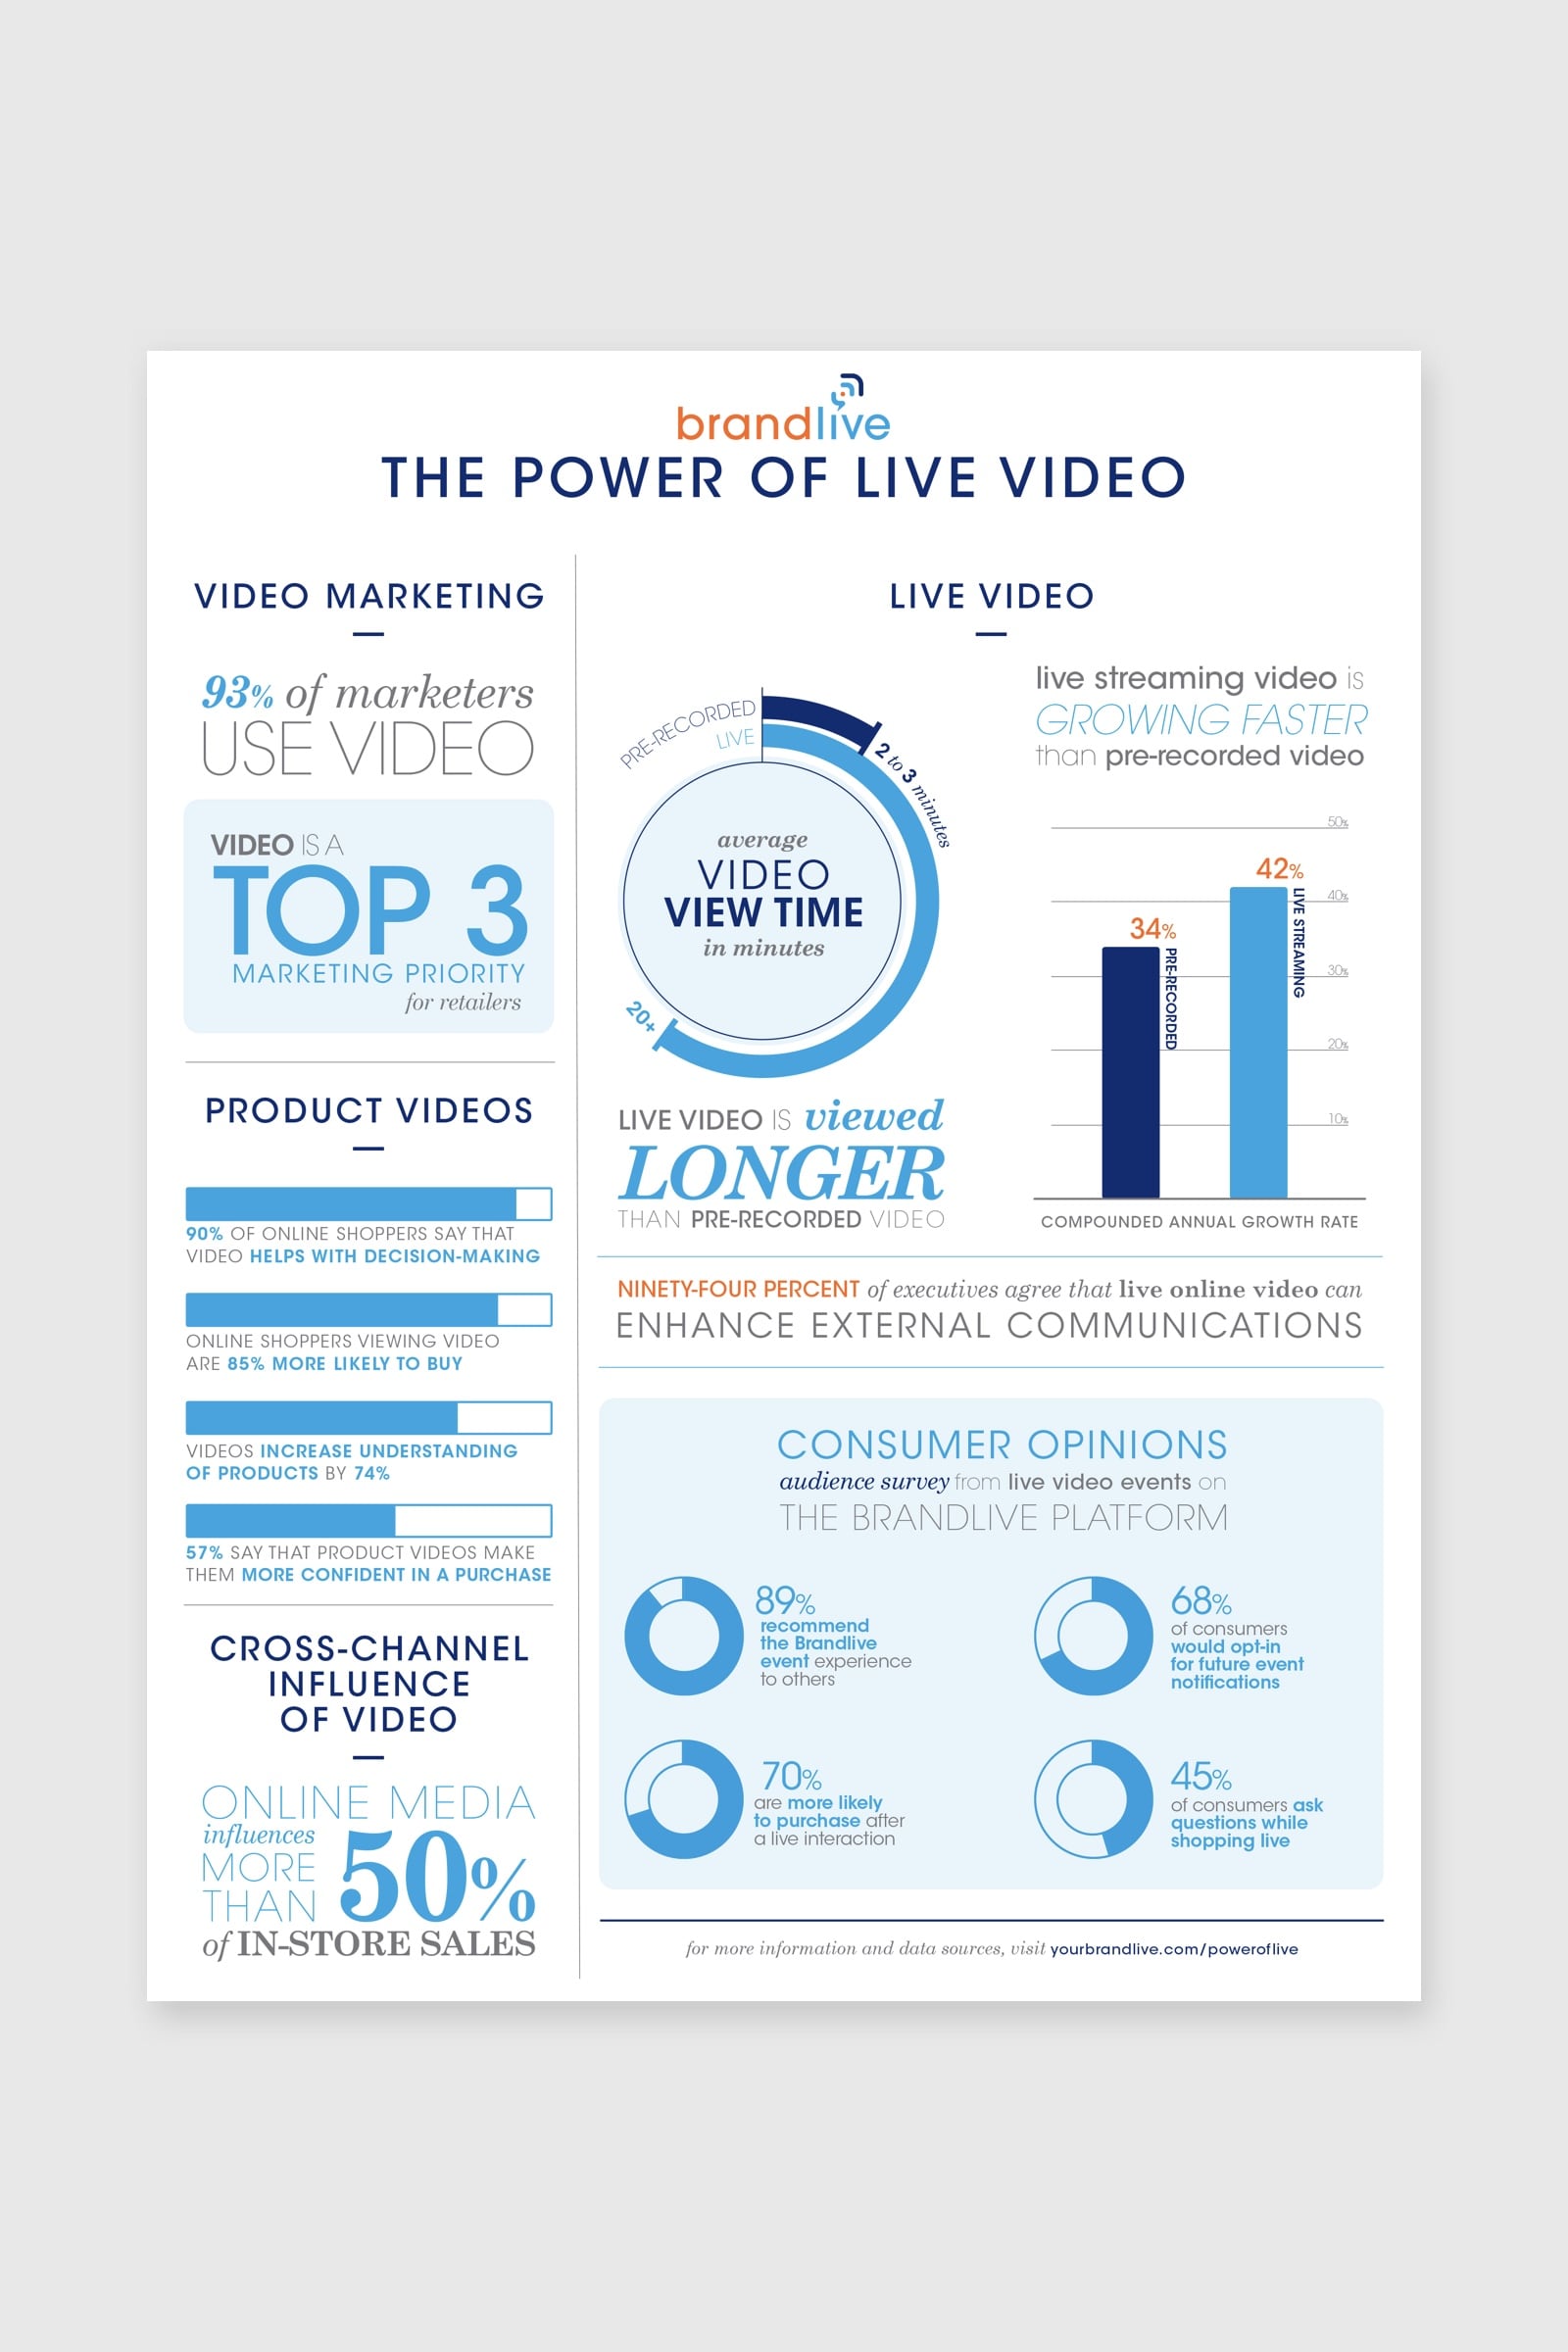 brandlive
THE POWER OF LIVE VIDEO
VIDEO MARKETING
93% of marketers
USE VIDEO
VIDEO IS A
TOP 3
MARKETING PRIORITY
for retailers
PRODUCT VIDEOS
90% OF ONLINE SHOPPERS SAY THAT
VIDEO HELPS WITH DECISION-MAKING
ONLINE SHOPPERS VIEWING VIDEO
ARE 85% MORE LIKELY TO BUY
VIDEOS INCREASE UNDERSTANDING
OF PRODUCTS BY 74%
57% SAY THAT PRODUCT VIDEOS MAKE
THEM MORE CONFIDENT IN A PURCHASE
CROSS-CHANNEL
INFLUENCE
OF VIDEO
ONLINE MEDIA
influences
MORE
THAN
50%
of IN-STORE SALES
LIVE VIDEO
PRE-RECORDED
LIVE
2 to 3 minutes
20+
average
VIDEO
VIEW TIME
in minutes
LIVE VIDEO IS viewed
LONGER
THAN PRE-RECORDED VIDEO
live streaming video is
GROWING FASTER
than pre-recorded video
50%
40%
30%
20%
10%
34%
PRE-RECORDED
42%
LIVE STREAMING
COMPOUNDED ANNUAL GROWTH RATE
NINETY-FOUR PERCENT of executives agree that live online video can
ENHANCE EXTERNAL COMMUNICATIONS
CONSUMER OPINIONS
audience survey from live video events on
THE BRANDLIVE PLATFORM
89%
recommend
the Brandlive
event experience
to others
68%
of consumers
would opt-in
for future event
notifications
70%
are more likely
to purchase after
a live interaction
45%
of consumers ask
questions while
shopping live
for more information and data sources, visit yourbrandlive.com/poweroflive